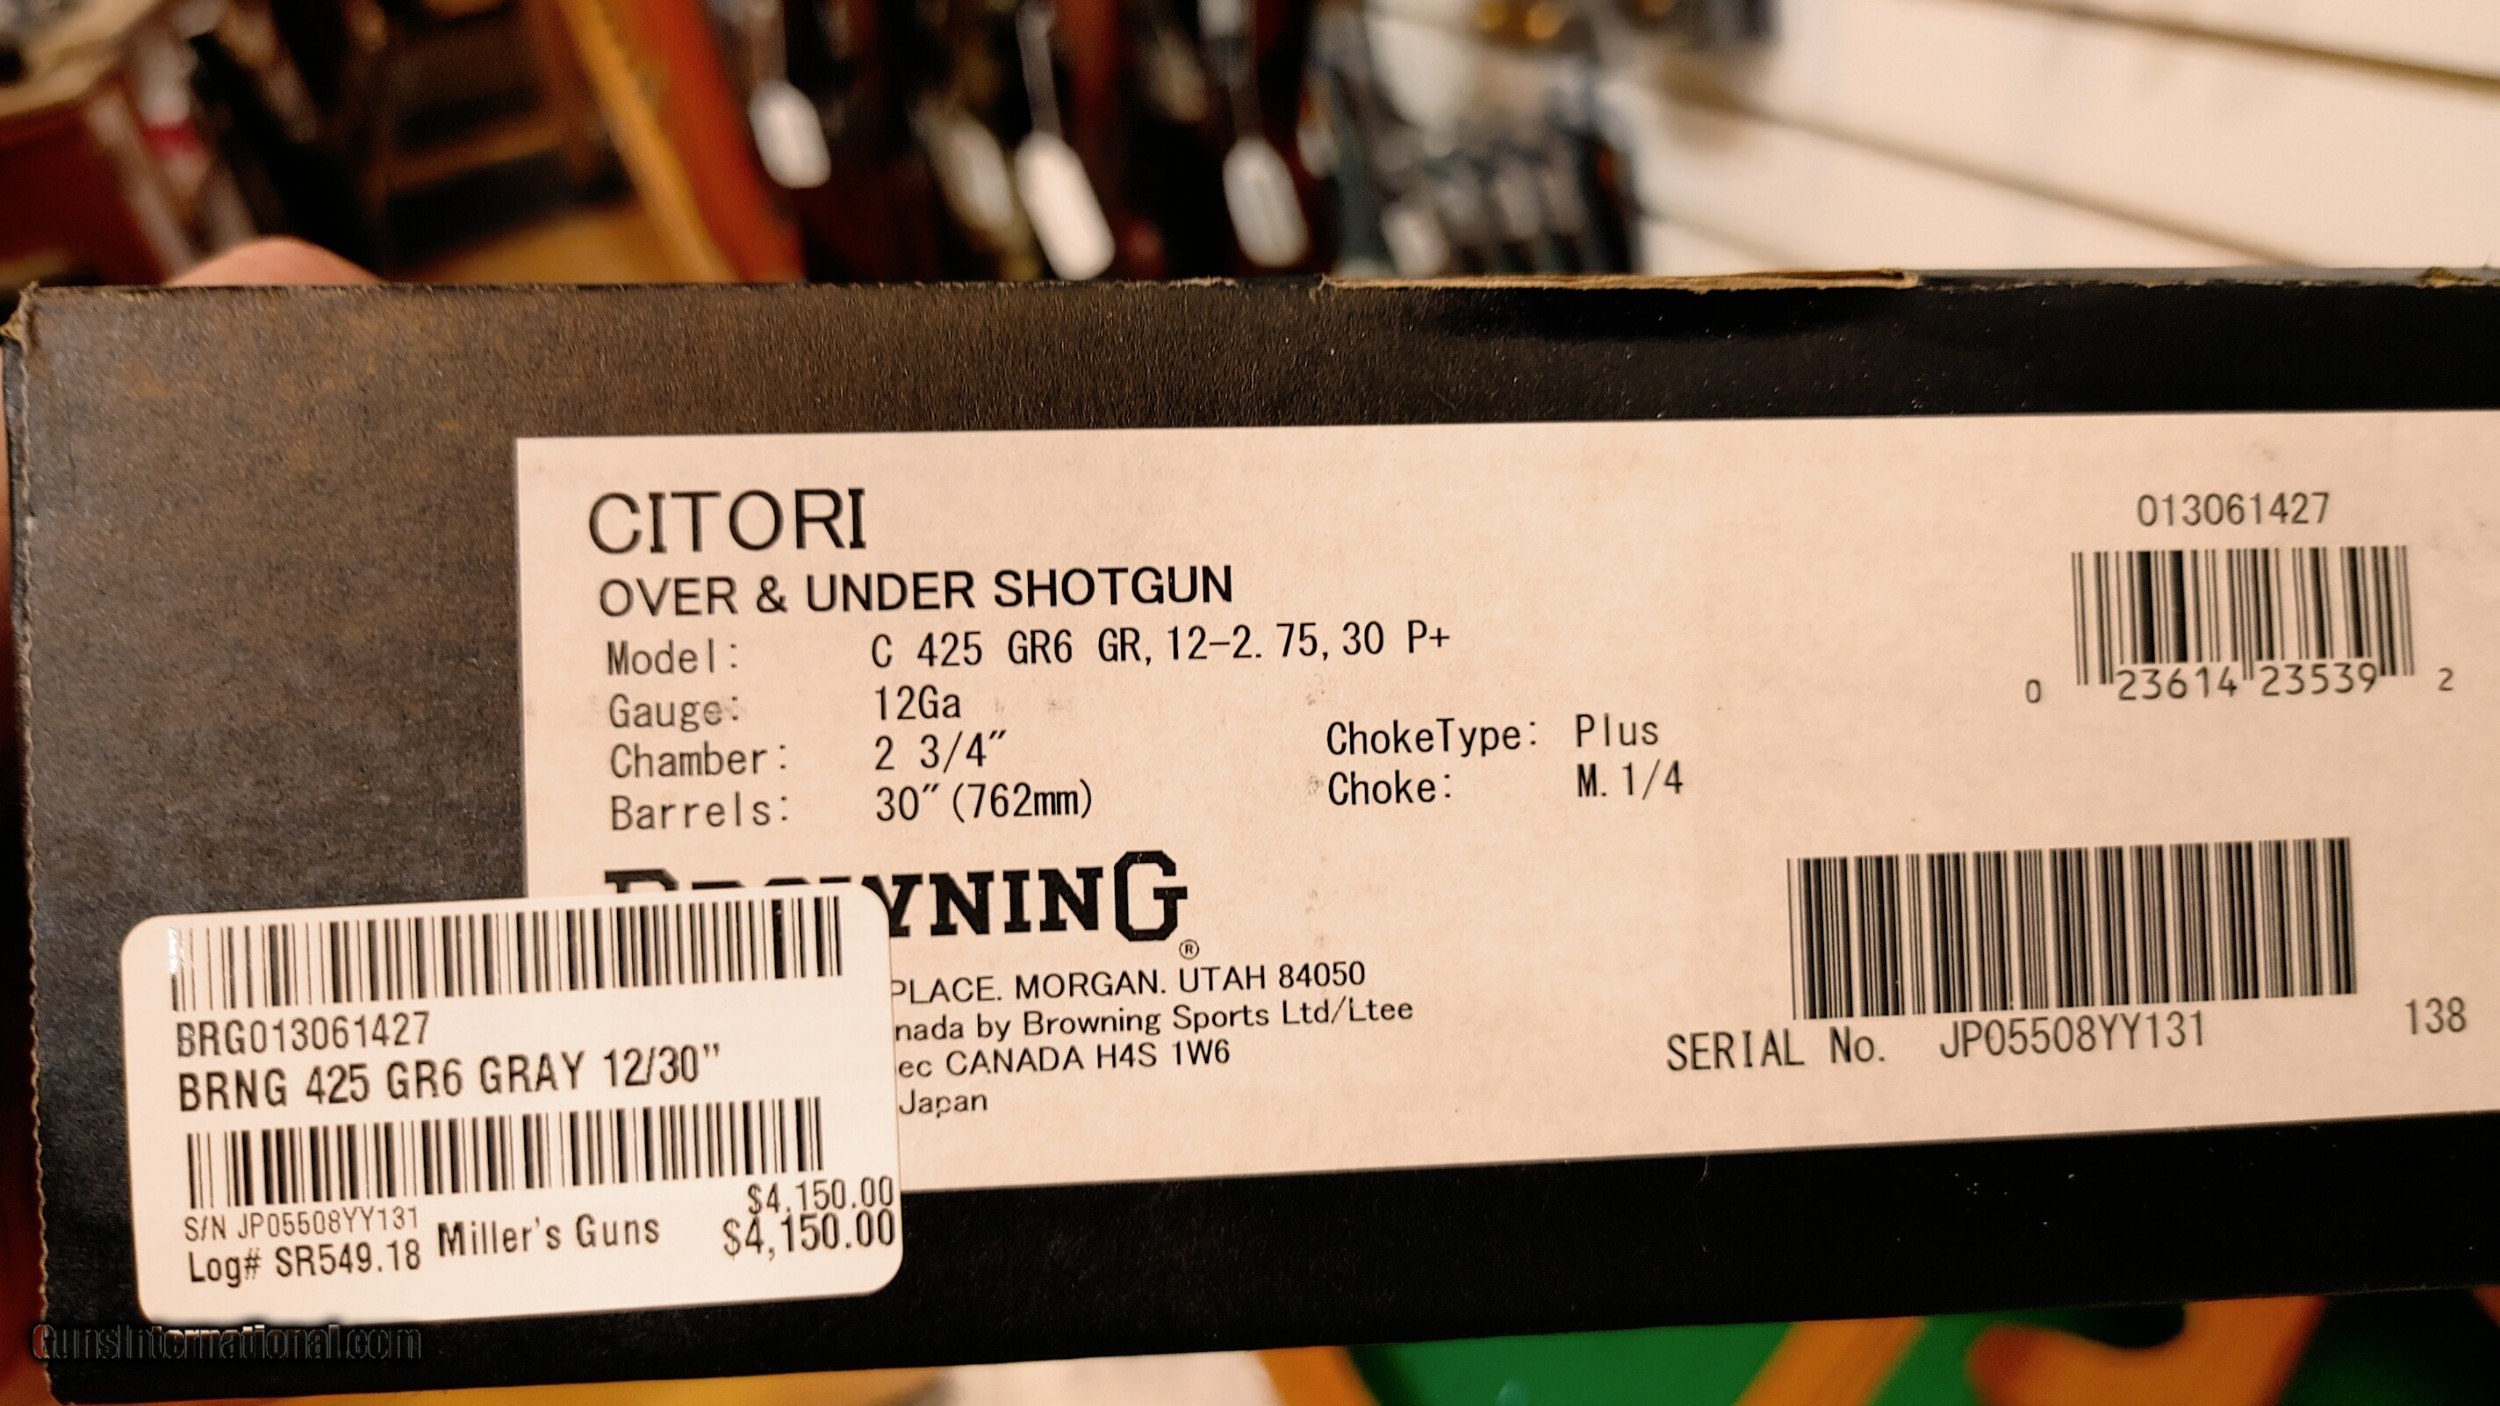 CITORI
OVER & UNDER SHOTGUN
Model: C 425 GR6 GR, 12-2.75, 30 P+
Gauge: 12Ga
Chamber: 2 3/4" ChokeType: Plus
Barrels: 30"(762mm) Choke: M. 1/4
BROWNING®
PLACE. MORGAN. UTAH 84050
nada by Browning Sports Ltd/Ltee
ec CANADA H4S 1W6
Japan
013061427
0 23614 23539 2
SERIAL No. JP05508YY131
138
BRG013061427
BRNG 425 GR6 GRAY 12/30"
$4,150.00
S/N JP05508YY131
Log# SR549.18 Miller's Guns $4,150.00
GunsInternational.com